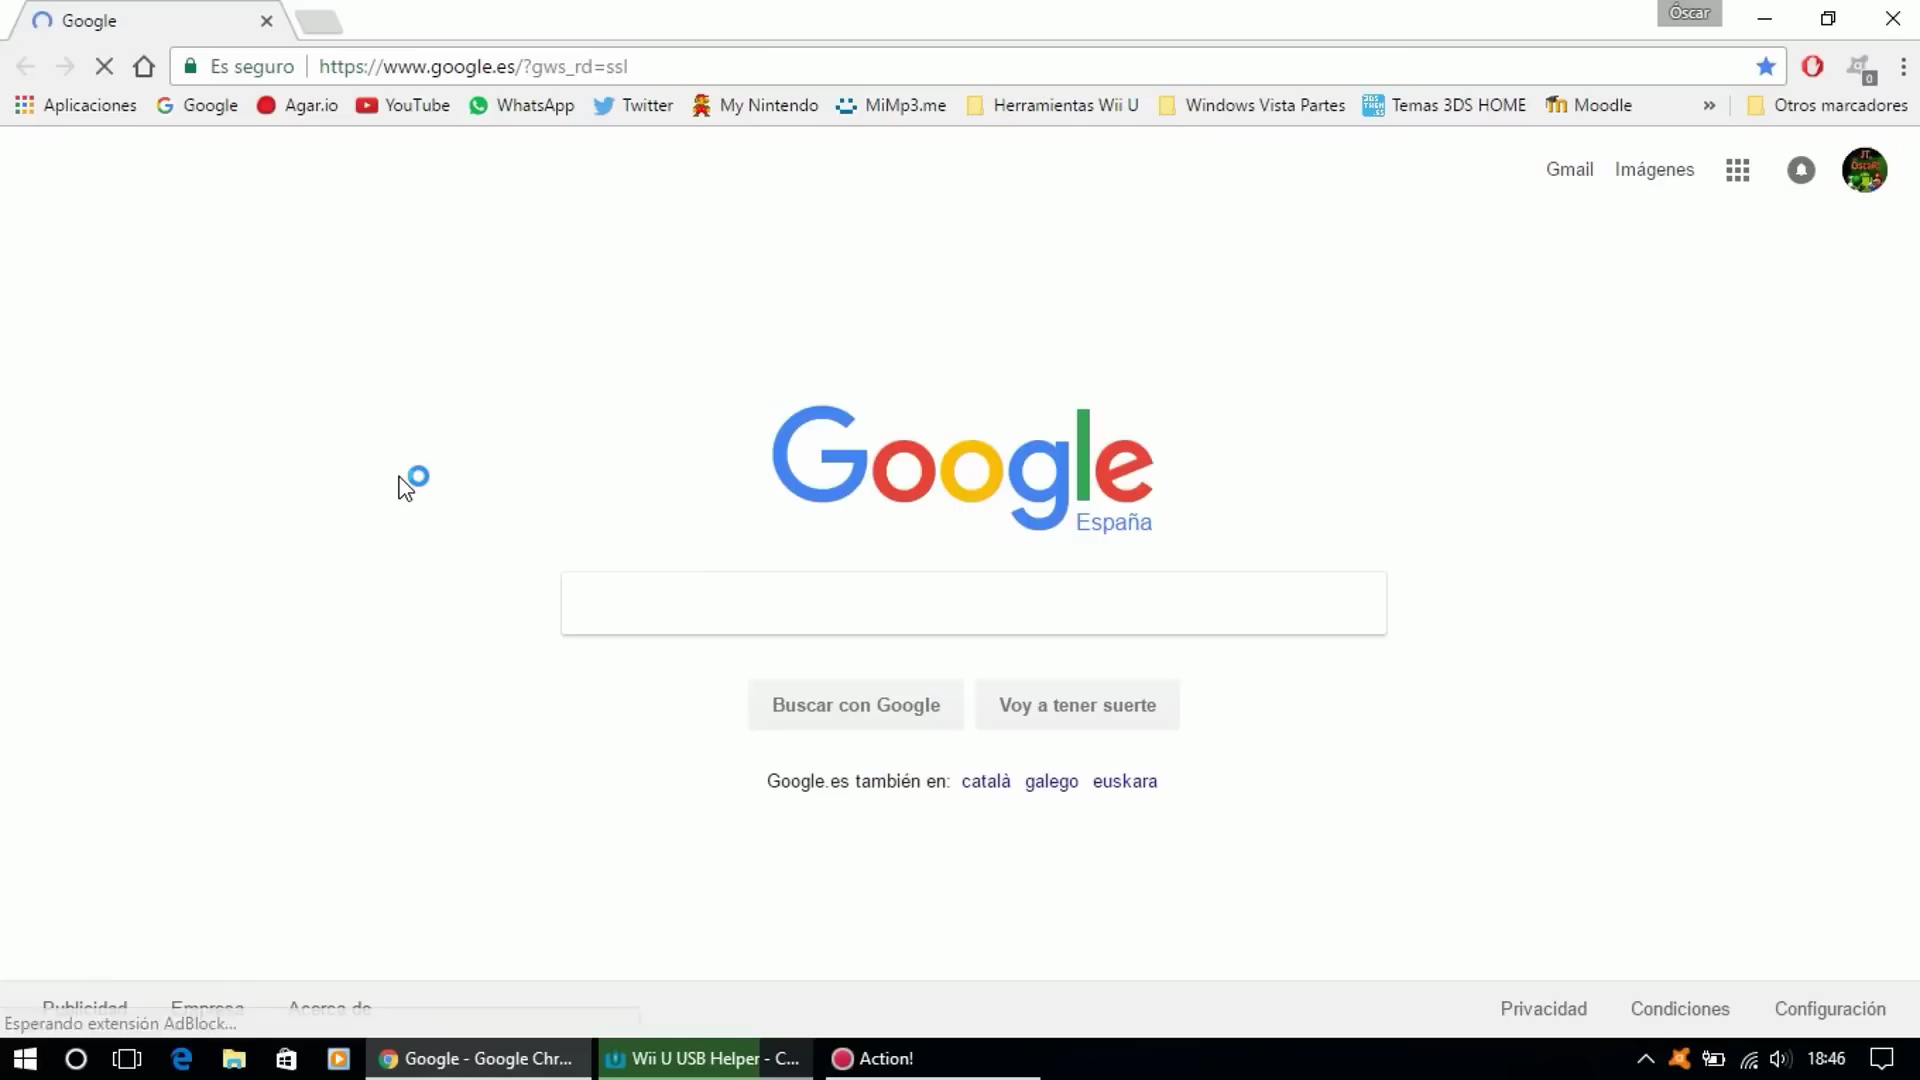 Google
Óscar
Es seguro
https://www.google.es/?gws_rd=ssl
0
Aplicaciones Google Agar.io YouTube WhatsApp Twitter My Nintendo MiMp3.me Herramientas Wii U Windows Vista Partes Temas 3DS HOME Moodle » Otros marcadores
Gmail Imágenes
Google
España
Buscar con Google Voy a tener suerte
Google.es también en: català galego euskara
Publicidad Empresa Acerca de Privacidad Condiciones Configuración
Esperando extensión AdBlock...
Google - Google Chr... Wii U USB Helper - C... Action! 18:46